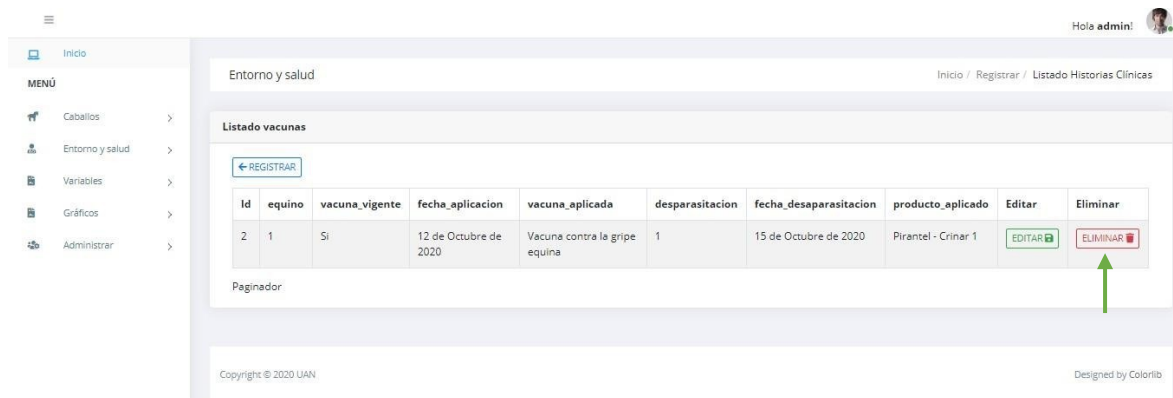 Hola admin!
Inicio
MENÚ
Caballos
Entorno y salud
Variables
Gráficos
Administrar
Entorno y salud
Inicio / Registrar / Listado Historias Clínicas
Listado vacunas
REGISTRAR
Id equino vacuna_vigente fecha_aplicacion vacuna_aplicada desparasitacion fecha_desaparasitacion producto_aplicado Editar Eliminar
2 1 Si 12 de Octubre de Vacuna contra la gripe 1 15 de Octubre de 2020 Pirantel - Crinar 1 EDITAR ELIMINAR
2020 equina
Paginador
Copyright © 2020 UAN Designed by Colorlib